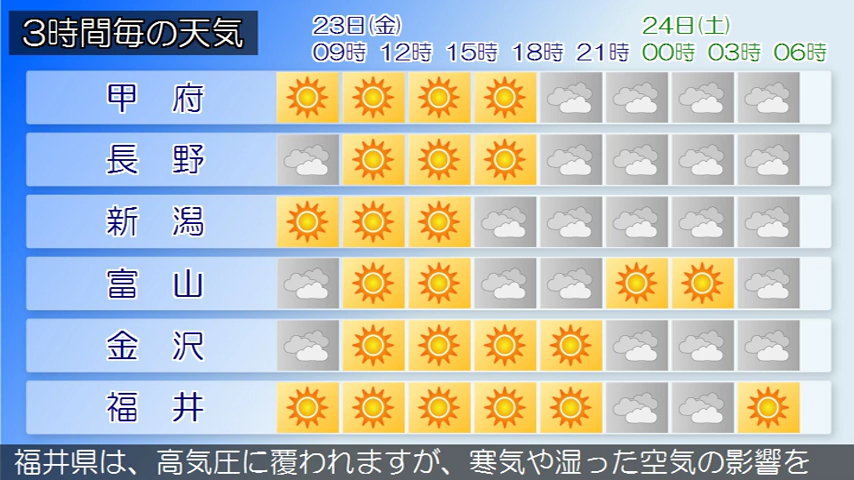 3時間毎の天気
23日(金) 24日(土)
09時 12時 15時 18時 21時 00時 03時 06時
甲　府
長　野
新　潟
富　山
金　沢
福　井
福井県は、高気圧に覆われますが、寒気や湿った空気の影響を